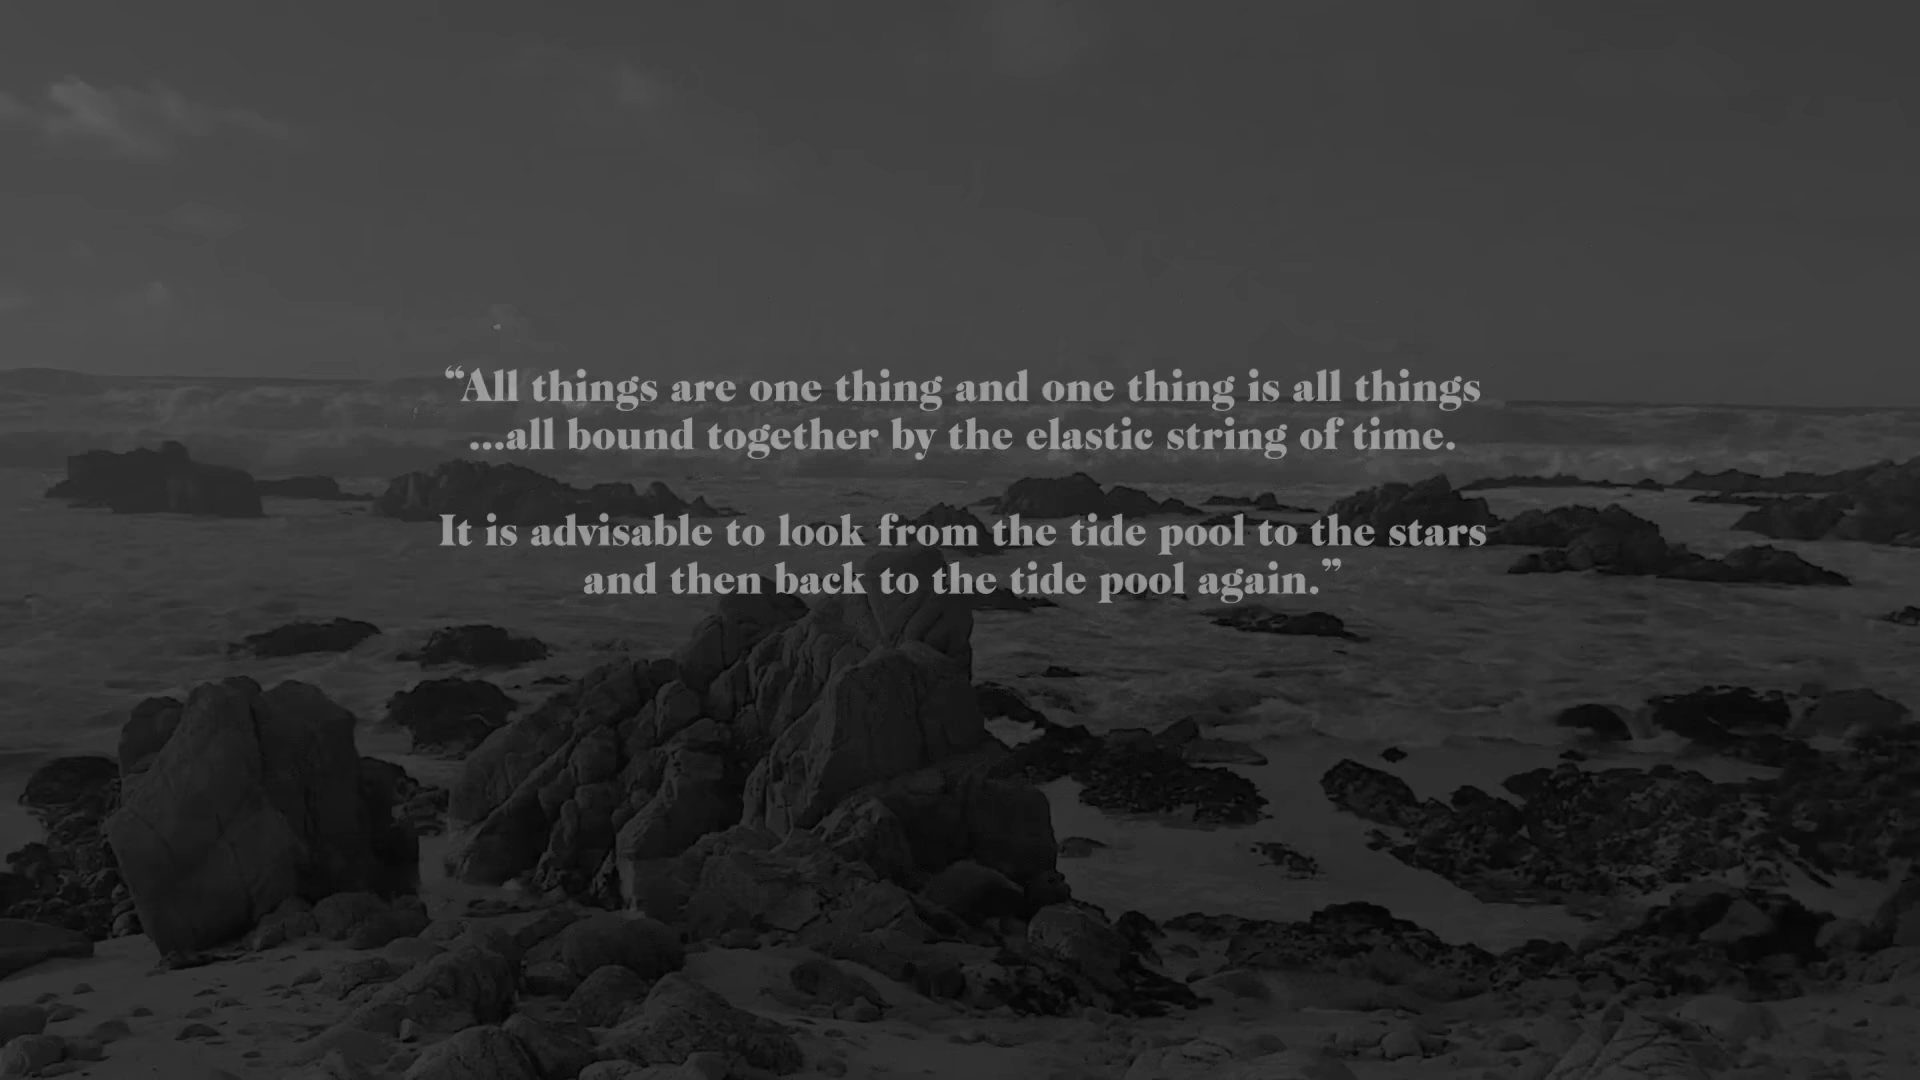 “All things are one thing and one thing is all things
...all bound together by the elastic string of time.
It is advisable to look from the tide pool to the stars
and then back to the tide pool again.”